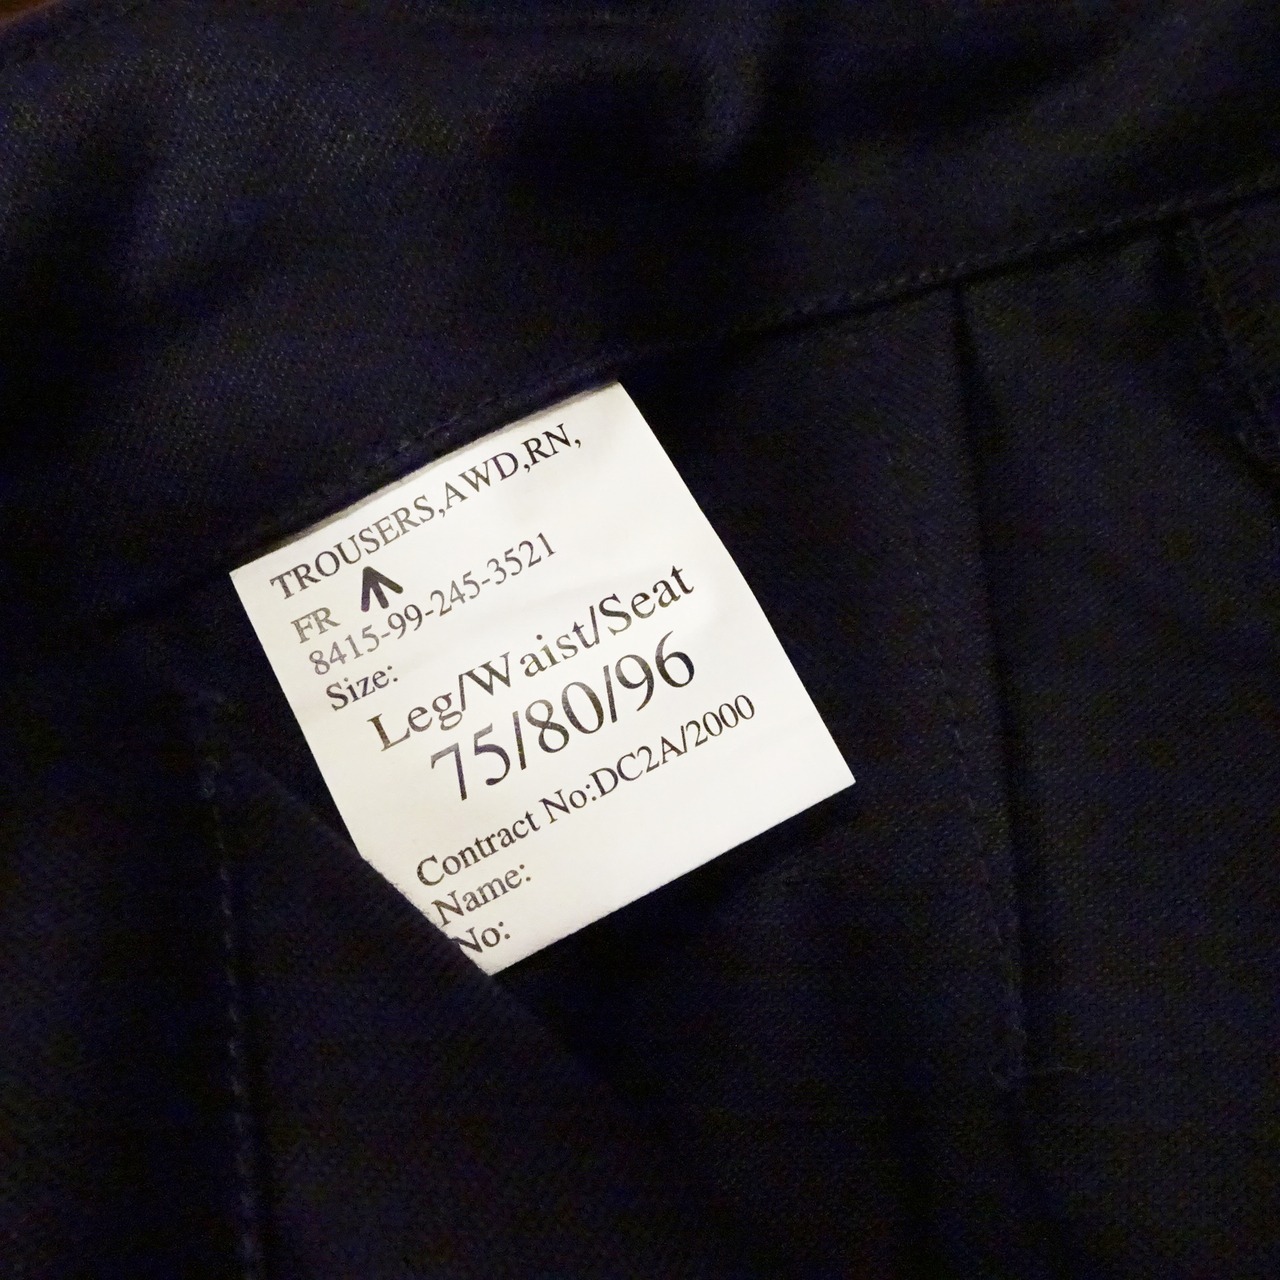 TROUSERS,AWD,RN,
FR
8415-99-245-3521
Size:
Leg/Waist/Seat
75/80/96
Contract No:DC2A/2000
Name:
No: